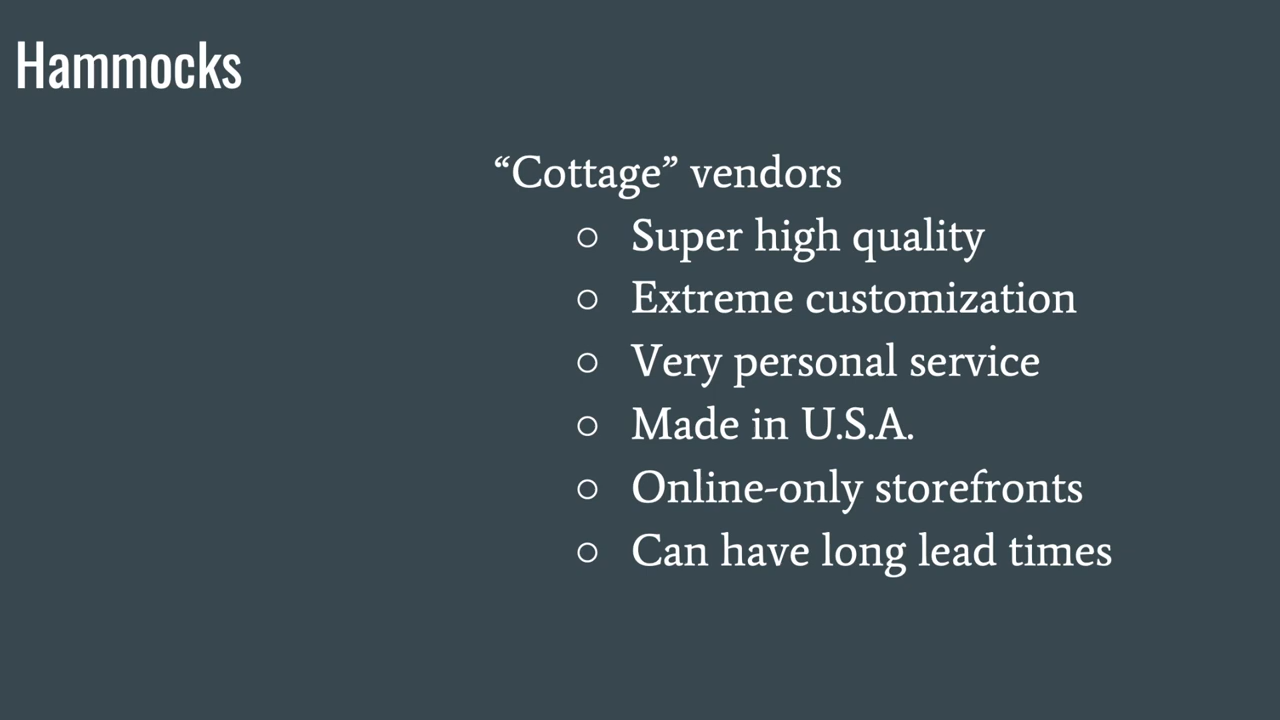 Hammocks
“Cottage” vendors
○ Super high quality
○ Extreme customization
○ Very personal service
○ Made in U.S.A.
○ Online-only storefronts
○ Can have long lead times